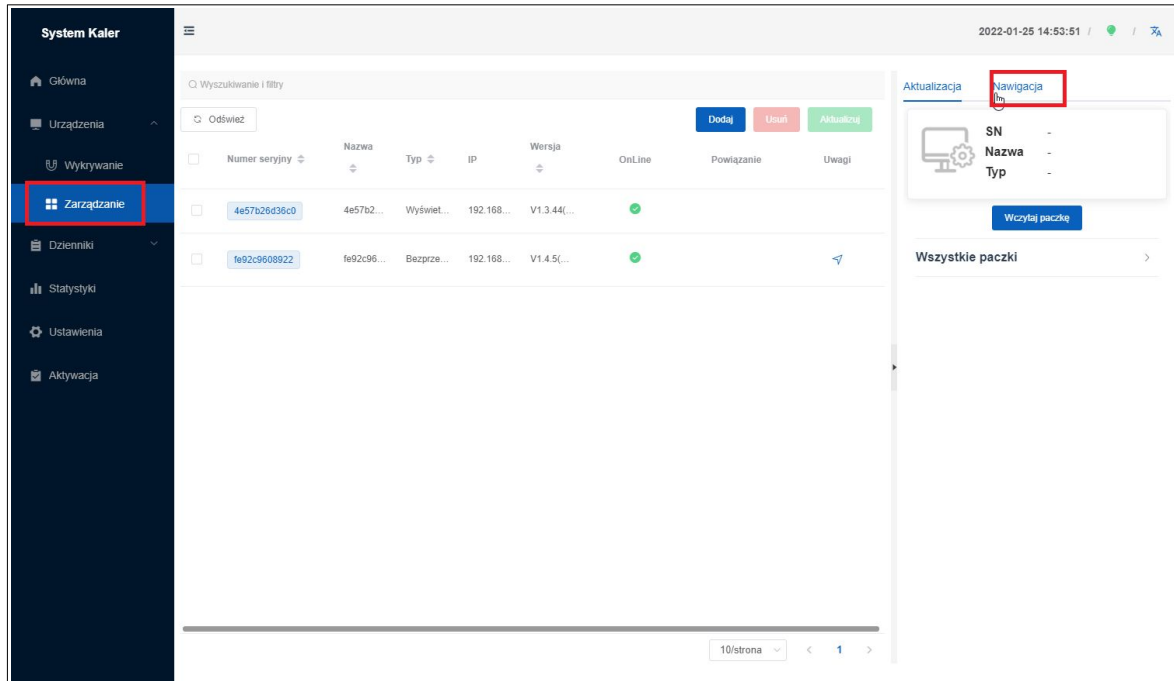 System Kaler
2022-01-25 14:53:51 /
/
Główna
Urządzenia
Wykrywanie
Zarządzanie
Dzienniki
Statystyki
Ustawienia
Aktywacja
Wyszukiwanie i filtry
Odśwież
Dodaj Usuń Aktualizuj
Numer seryjny Nazwa Typ IP Wersja OnLine Powiązanie Uwagi
4e57b26d36c0 4e57b2... Wyświet... 192.168... V1.3.44(...
fe92c9608922 fe92c96... Bezprze... 192.168... V1.4.5(...
10/strona < 1 >
Aktualizacja Nawigacja
SN -
Nazwa -
Typ -
Wczytaj paczkę
Wszystkie paczki >